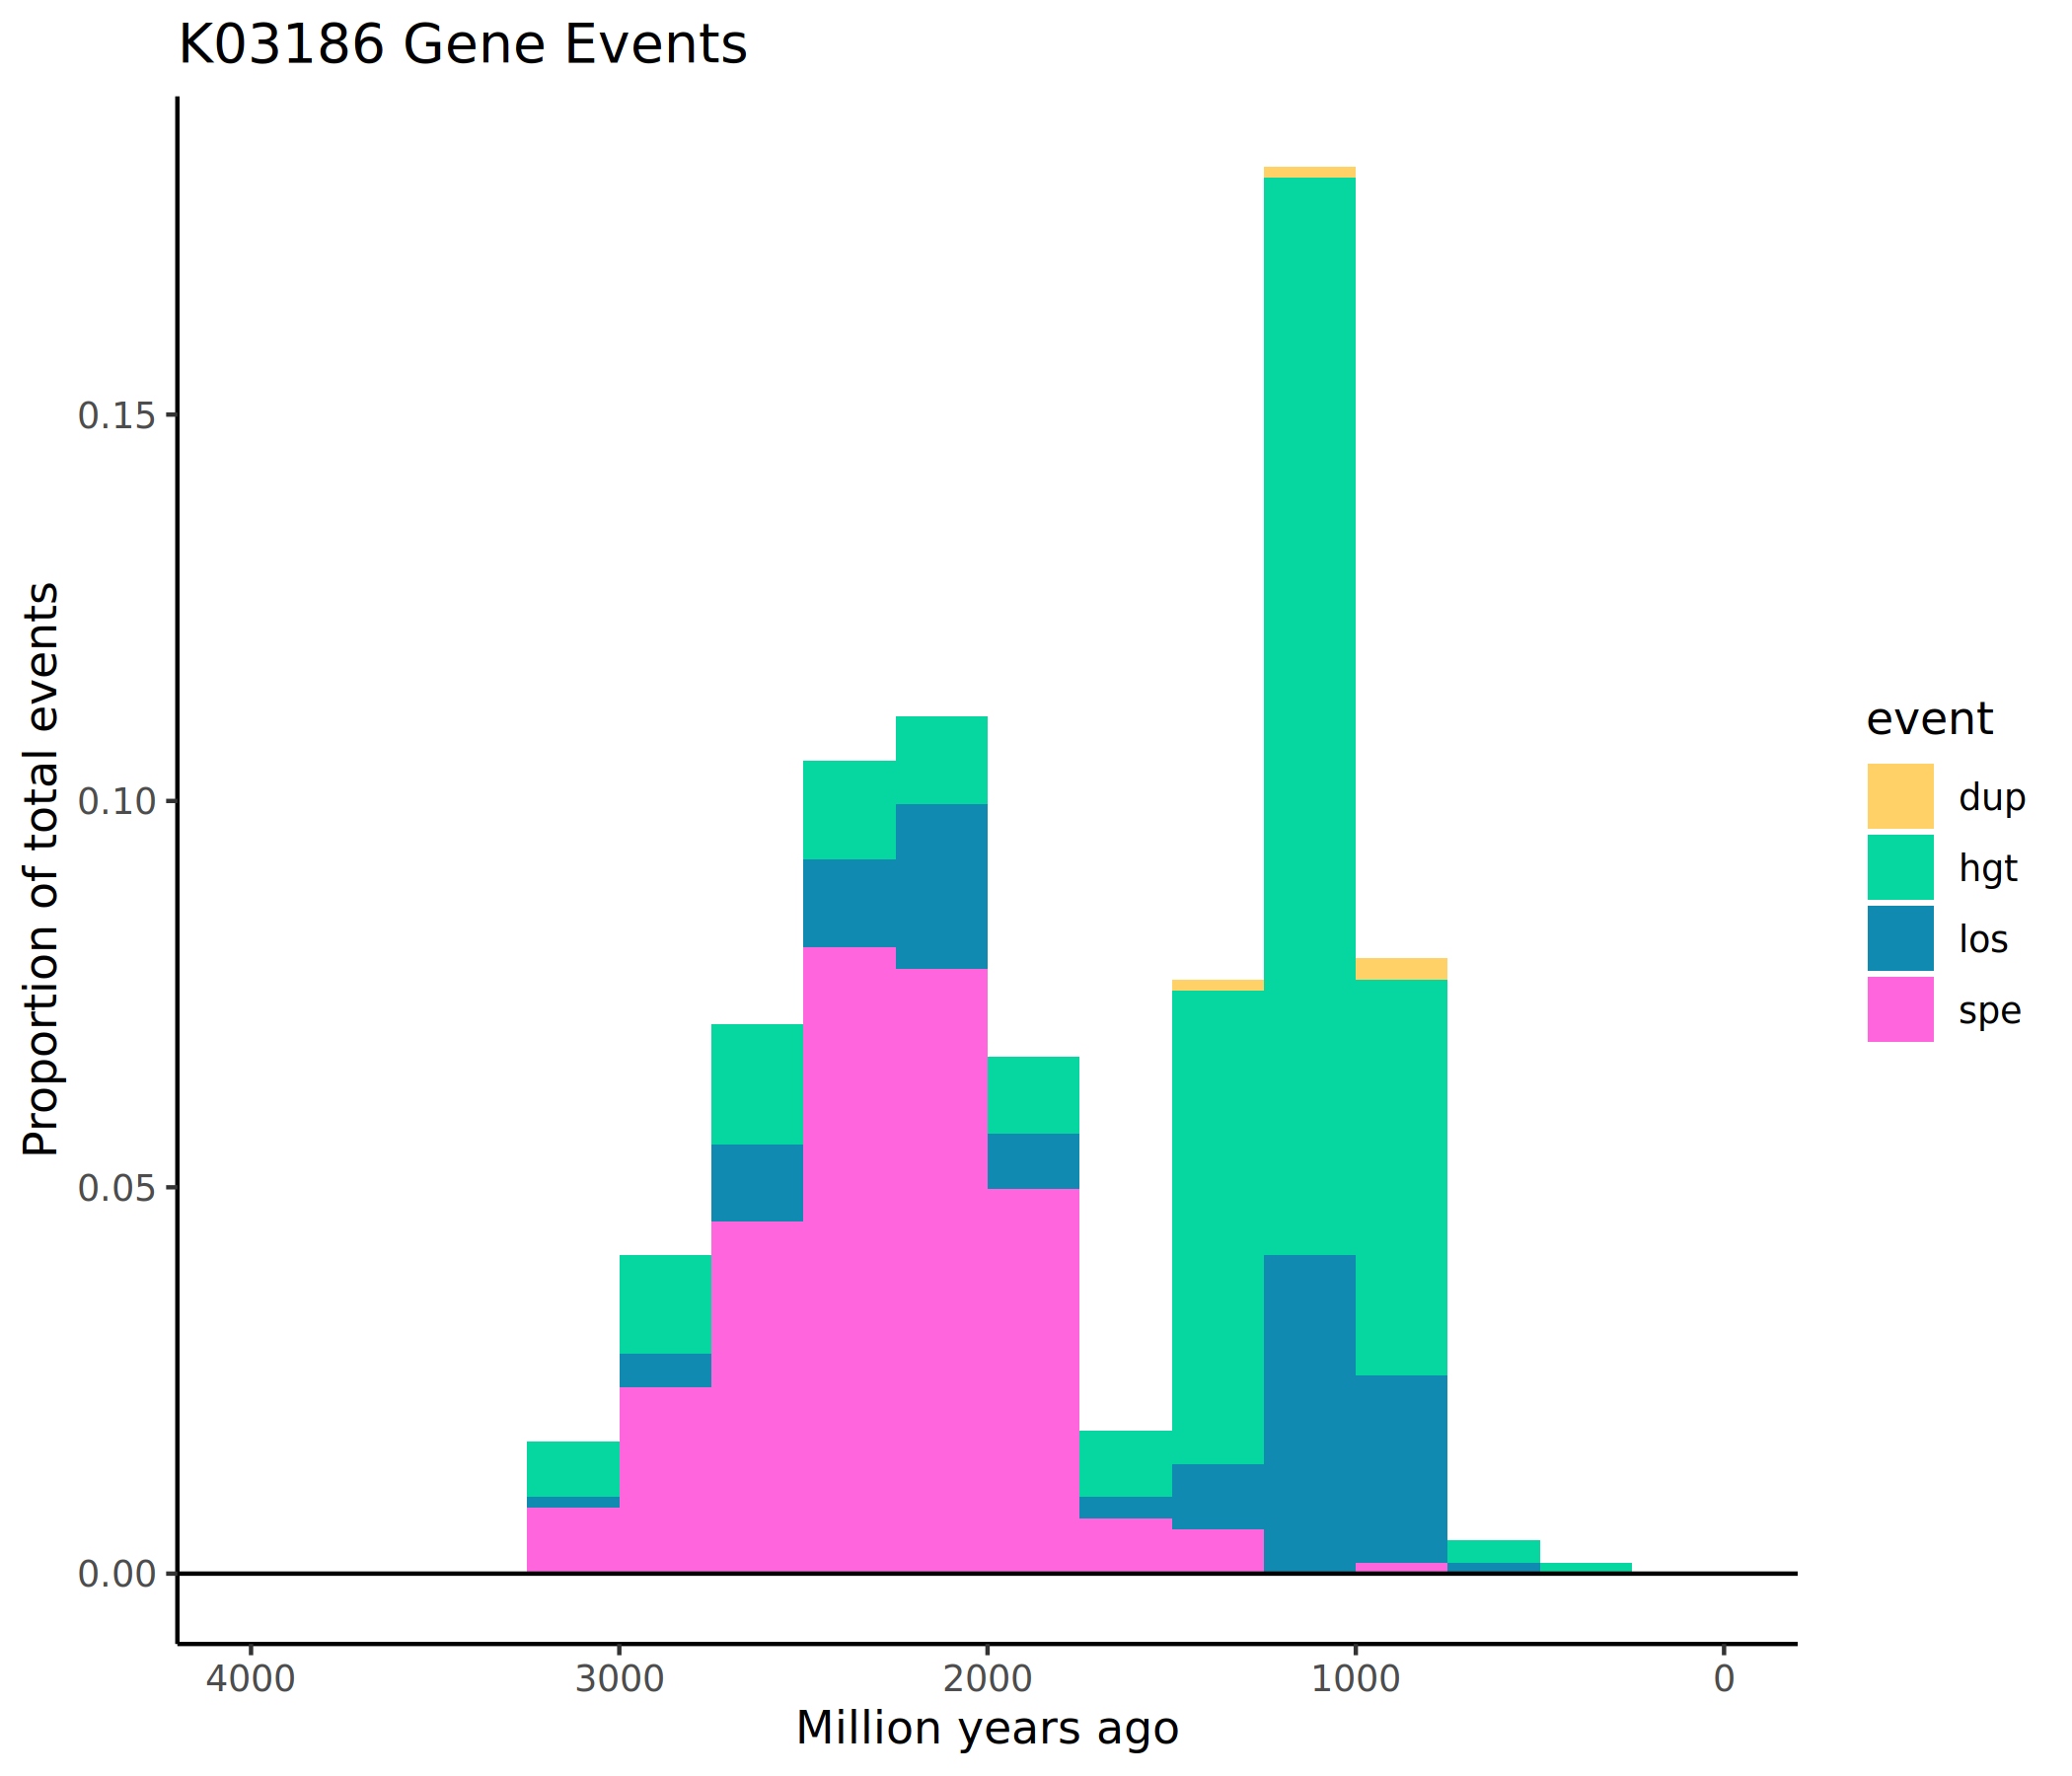 K03186 Gene Events
Proportion of total events
0.15
0.10
0.05
0.00
4000 3000 2000 1000 0
Million years ago
event
dup
hgt
los
spe